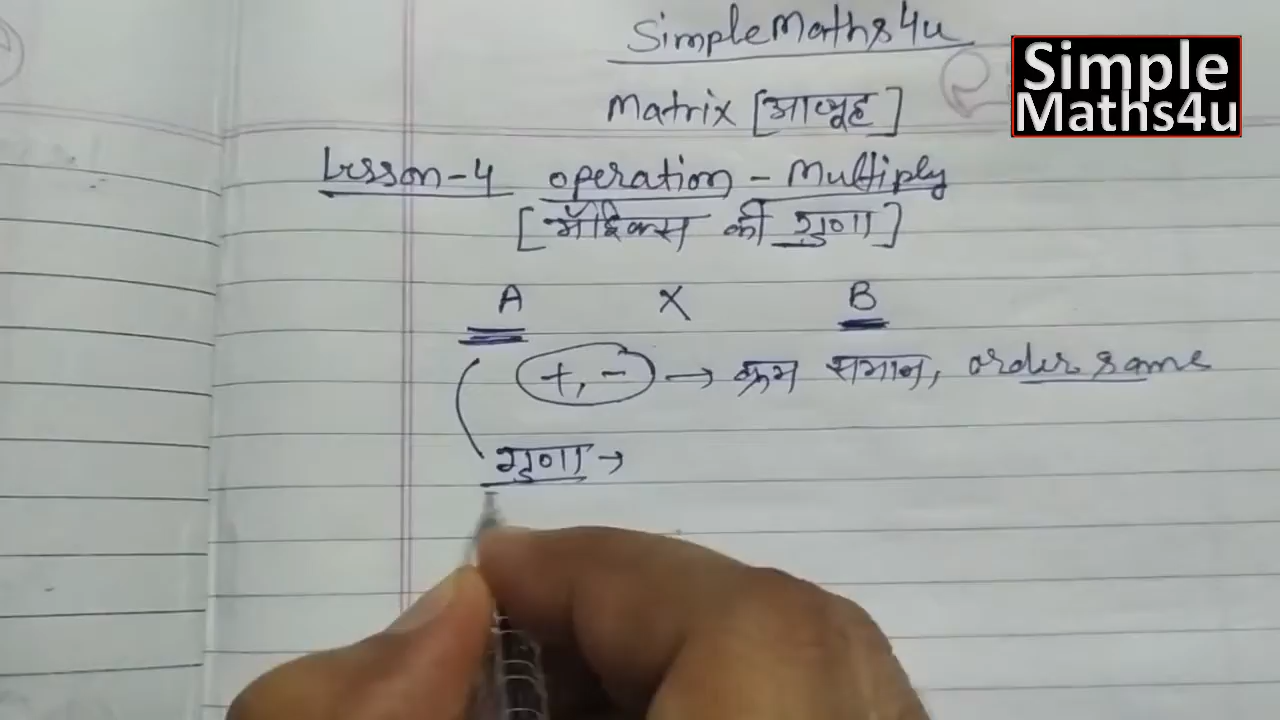 SimpleMaths4u
Simple
Maths4u
Matrix [आव्यूह]
Lesson-4 operation - Multiply
[मॅट्रिक्स की गुणा]
A X B
+, - → क्रम समान, order same
गुणा →